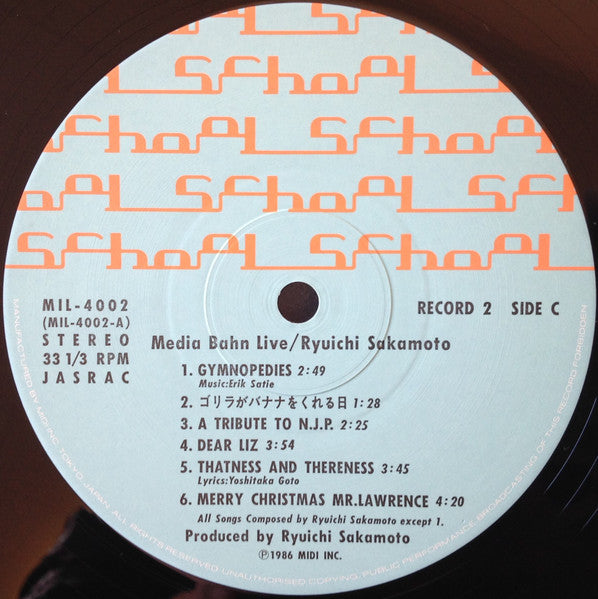 School School
School School
School School
School School
School School
MIL-4002
(MIL-4002-A)
STEREO
33 1/3 RPM
JASRAC
RECORD 2 SIDE C
Media Bahn Live/Ryuichi Sakamoto
1. GYMNOPEDIES 2:49
Music:Erik Satie
2. ゴリラがバナナをくれる日 1:28
3. A TRIBUTE TO N.J.P. 2:25
4. DEAR LIZ 3:54
5. THATNESS AND THERENESS 3:45
Lyrics:Yoshitaka Goto
6. MERRY CHRISTMAS MR.LAWRENCE 4:20
All Songs Composed by Ryuichi Sakamoto except 1.
Produced by Ryuichi Sakamoto
Ⓟ1986 MIDI INC.
MANUFACTURED BY MIDI INC. TOKYO, JAPAN. ALL RIGHTS RESERVED. UNAUTHORISED COPYING, PUBLIC PERFORMANCE, BROADCASTING OF THIS RECORD FORBIDDEN